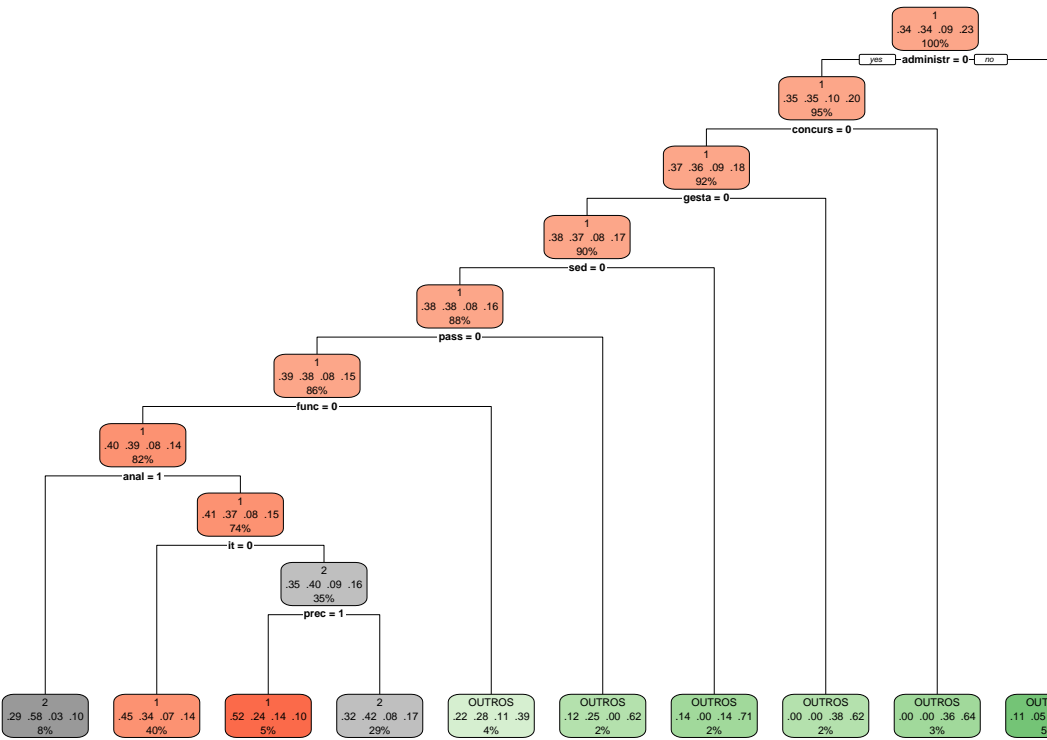 1
.34 .34 .09 .23
100%
yes administr = 0 no
1
.35 .35 .10 .20
95%
concurs = 0
1
.37 .36 .09 .18
92%
gesta = 0
1
.38 .37 .08 .17
90%
sed = 0
1
.38 .38 .08 .16
88%
pass = 0
1
.39 .38 .08 .15
86%
func = 0
1
.40 .39 .08 .14
82%
anal = 1
1
.41 .37 .08 .15
74%
it = 0
2
.35 .40 .09 .16
35%
prec = 1
2
.29 .58 .03 .10
8%
1
.45 .34 .07 .14
40%
1
.52 .24 .14 .10
5%
2
.32 .42 .08 .17
29%
OUTROS
.22 .28 .11 .39
4%
OUTROS
.12 .25 .00 .62
2%
OUTROS
.14 .00 .14 .71
2%
OUTROS
.00 .00 .38 .62
2%
OUTROS
.00 .00 .36 .64
3%
OUT
.11 .05
5